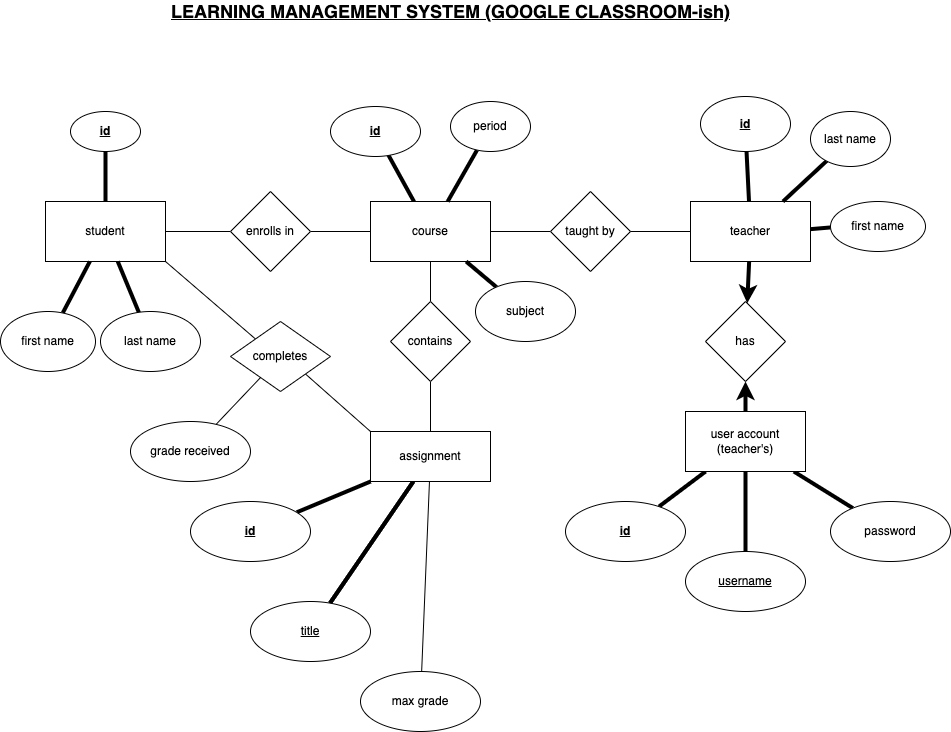 LEARNING MANAGEMENT SYSTEM (GOOGLE CLASSROOM-ish)
id
id
period
id
last name
student
enrolls in
course
taught by
teacher
first name
first name
last name
subject
completes
contains
has
grade received
assignment
user account
(teacher's)
id
id
password
username
title
max grade